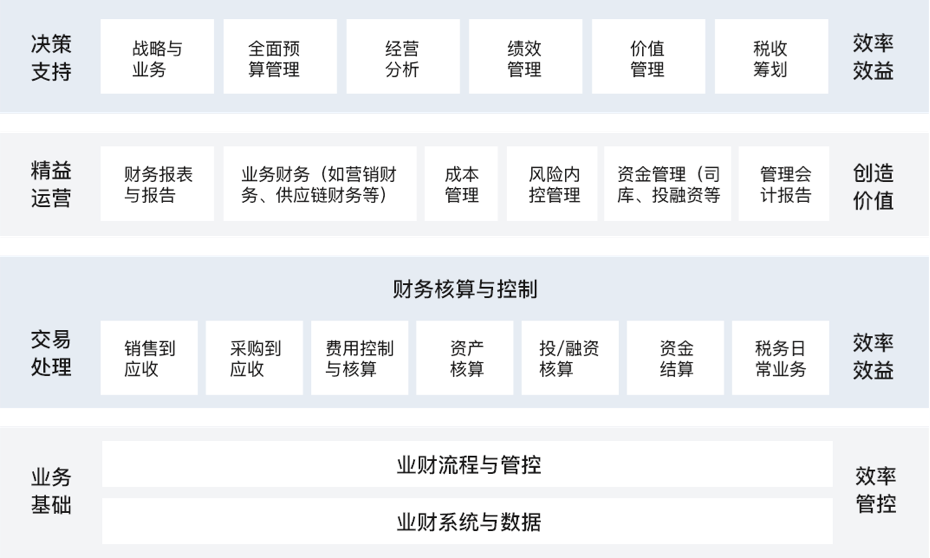 决策
支持
战略与
业务
全面预
算管理
经营
分析
绩效
管理
价值
管理
税收
筹划
效率
效益
精益
运营
财务报表
与报告
业务财务（如营销财
务、供应链财务等）
成本
管理
风险内
控管理
资金管理（司
库、投融资等
管理会
计报告
创造
价值
财务核算与控制
交易
处理
销售到
应收
采购到
应收
费用控制
与核算
资产
核算
投/融资
核算
资金
结算
税务日
常业务
效率
效益
业务
基础
业财流程与管控
业财系统与数据
效率
管控